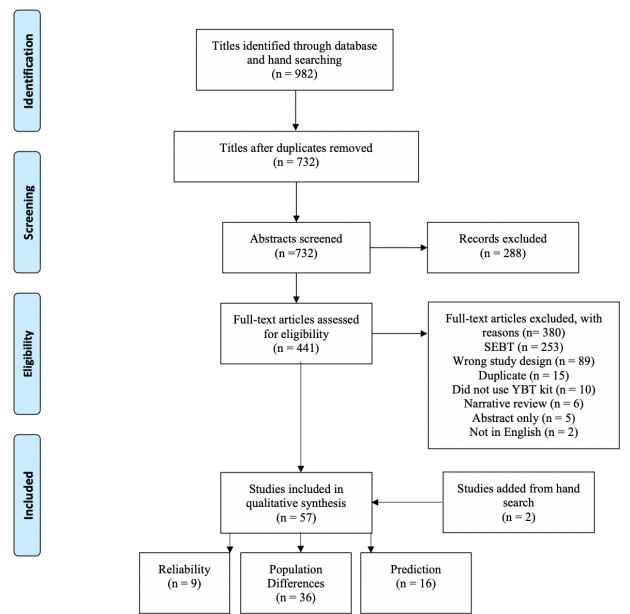 Identification
Titles identified through database
and hand searching
(n = 982)
Titles after duplicates removed
(n = 732)
Screening
Abstracts screened
(n =732)
Records excluded
(n = 288)
Eligibility
Full-text articles assessed
for eligibility
(n = 441)
Full-text articles excluded, with
reasons (n= 380)
SEBT (n = 253)
Wrong study design (n = 89)
Duplicate (n = 15)
Did not use YBT kit (n = 10)
Narrative review (n = 6)
Abstract only (n = 5)
Not in English (n = 2)
Included
Studies included in
qualitative synthesis
(n = 57)
Studies added from hand
search
(n = 2)
Reliability
(n = 9)
Population
Differences
(n = 36)
Prediction
(n = 16)